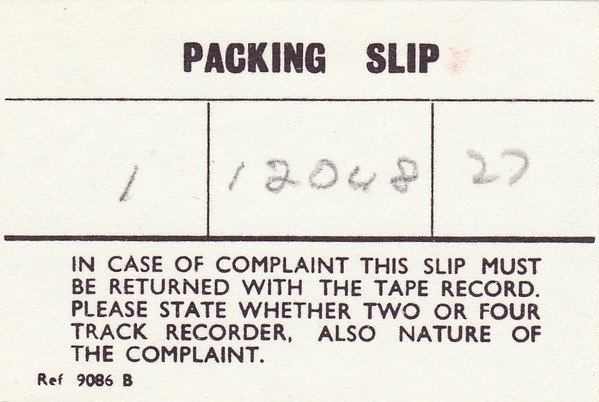 PACKING SLIP
1 12048 27
IN CASE OF COMPLAINT THIS SLIP MUST
BE RETURNED WITH THE TAPE RECORD.
PLEASE STATE WHETHER TWO OR FOUR
TRACK RECORDER, ALSO NATURE OF
THE COMPLAINT.
Ref 9086 B